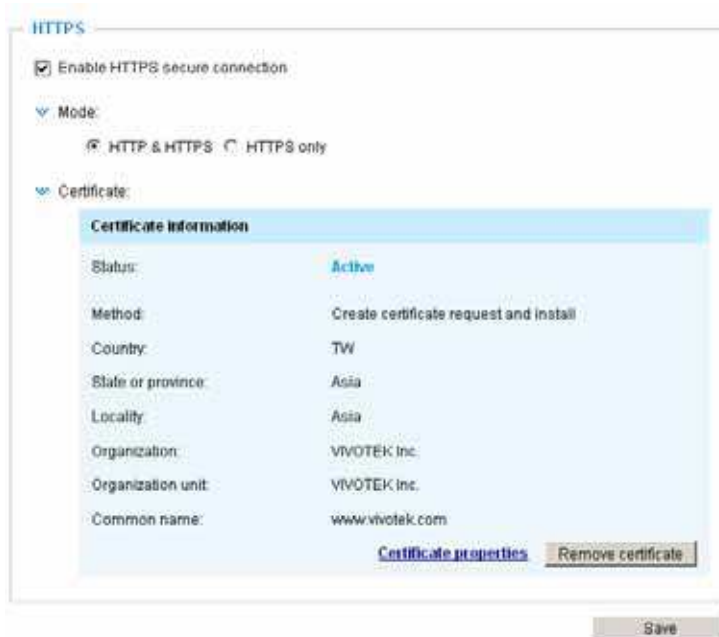 HTTPS
Enable HTTPS secure connection
Mode:
HTTP & HTTPS HTTPS only
Certificate:
Certificate information
Status: Active
Method: Create certificate request and install
Country: TW
State or province: Asia
Locality: Asia
Organization: VIVOTEK Inc.
Organization unit: VIVOTEK Inc.
Common name: www.vivotek.com
Certificate properties Remove certificate
Save